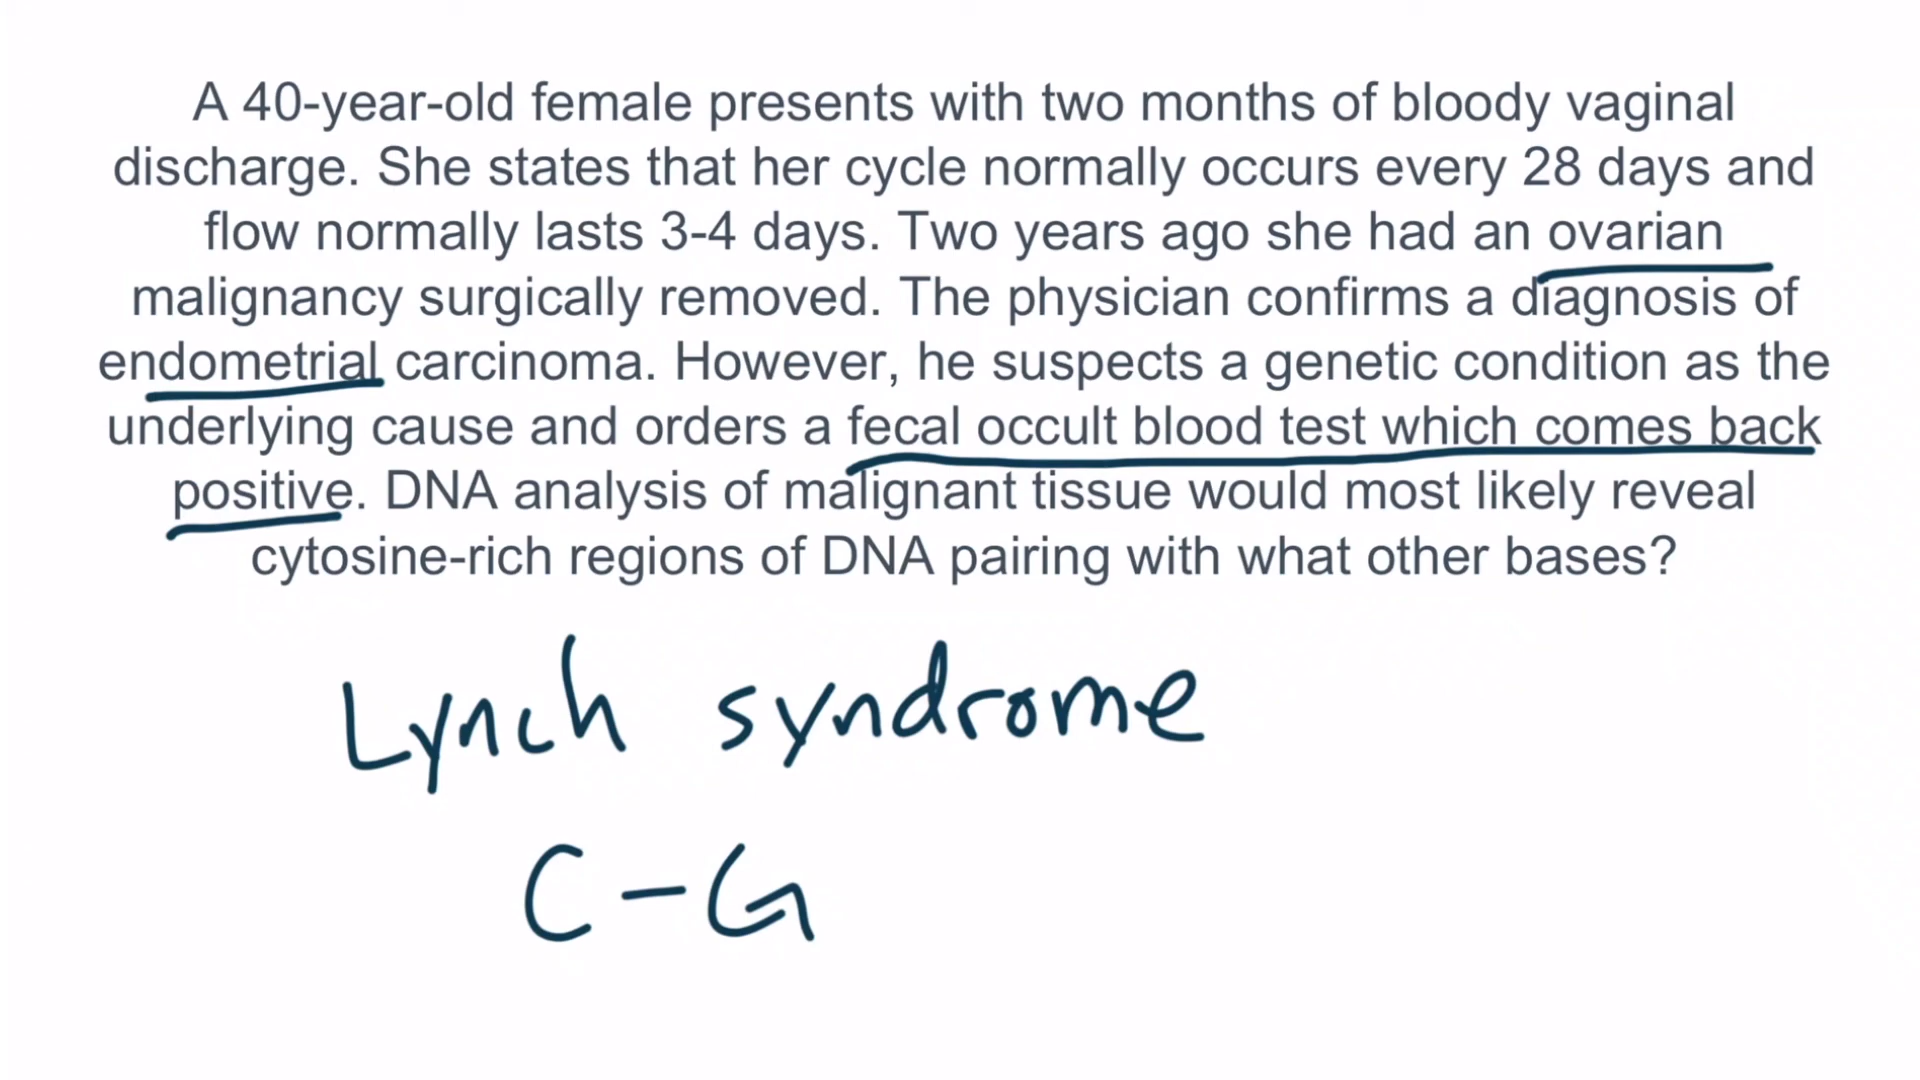 A 40-year-old female presents with two months of bloody vaginal
discharge. She states that her cycle normally occurs every 28 days and
flow normally lasts 3-4 days. Two years ago she had an ovarian
malignancy surgically removed. The physician confirms a diagnosis of
endometrial carcinoma. However, he suspects a genetic condition as the
underlying cause and orders a fecal occult blood test which comes back
positive. DNA analysis of malignant tissue would most likely reveal
cytosine-rich regions of DNA pairing with what other bases?
Lynch syndrome
C-G